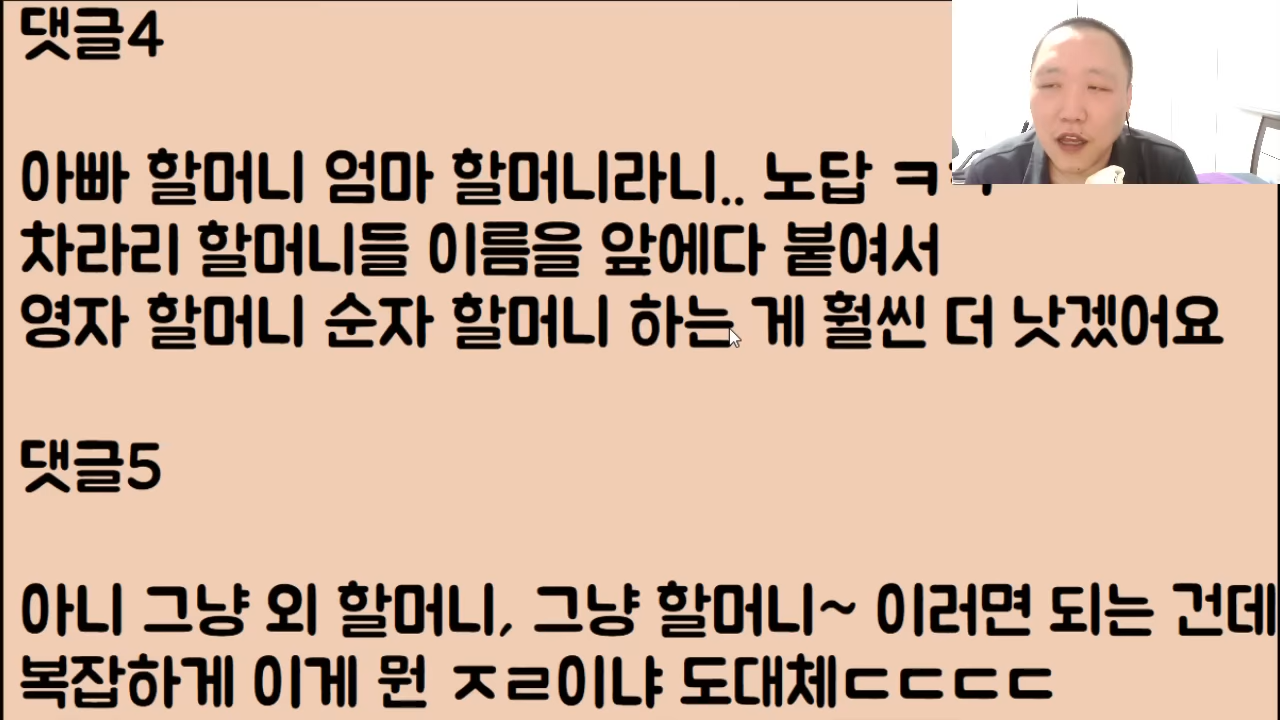 댓글4
아빠 할머니 엄마 할머니라니.. 노답 ㅋㅋ
차라리 할머니들 이름을 앞에다 붙여서
영자 할머니 순자 할머니 하는 게 훨씬 더 낫겠어요
댓글5
아니 그냥 외 할머니, 그냥 할머니~ 이러면 되는 건데
복잡하게 이게 뭔 ㅈㄹ이냐 도대체ㄷㄷㄷㄷ